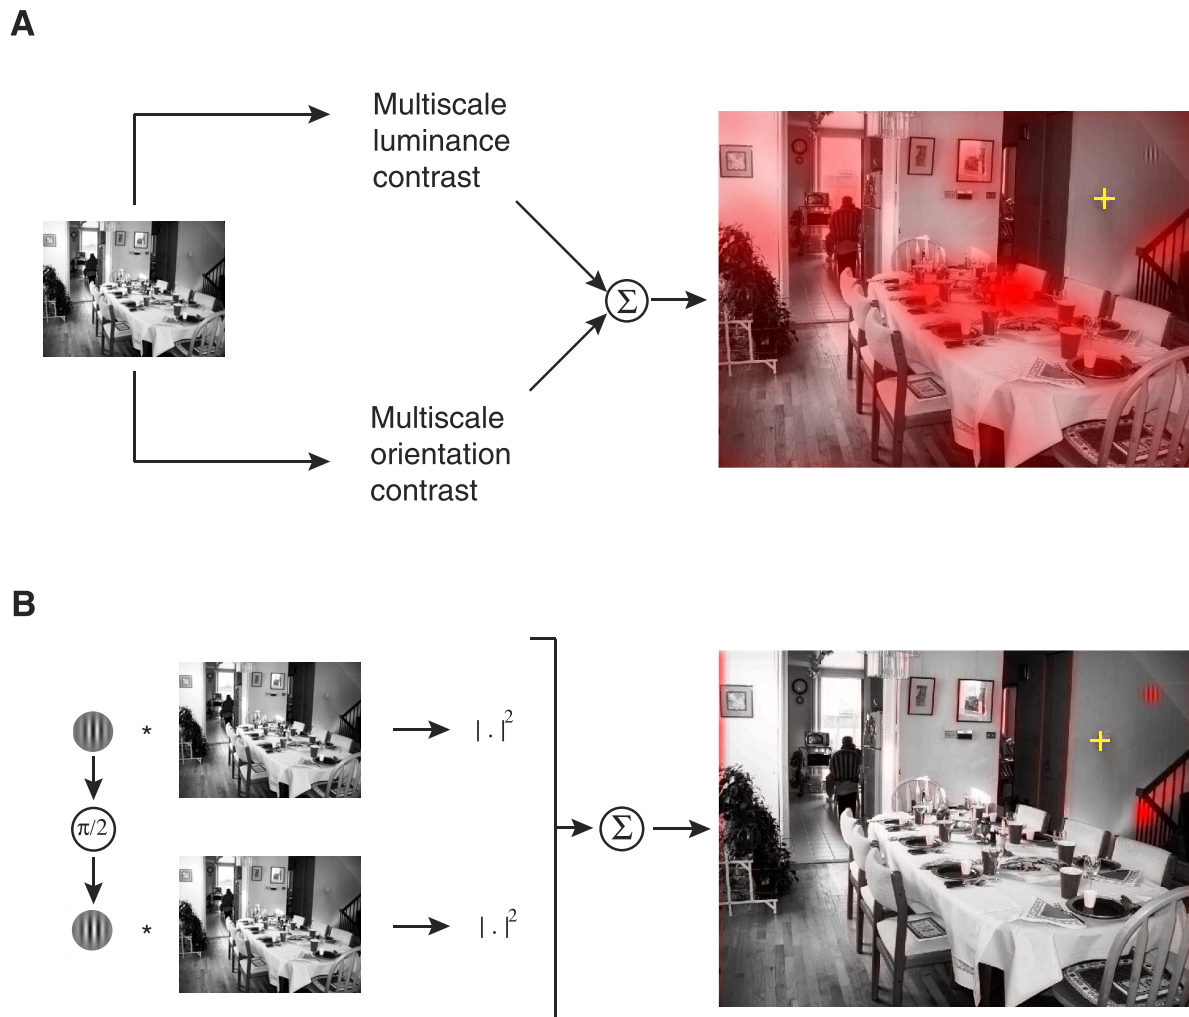 A
Multiscale
luminance
contrast
Σ
Multiscale
orientation
contrast
B
*
| . |²
π/2
Σ
*
| . |²